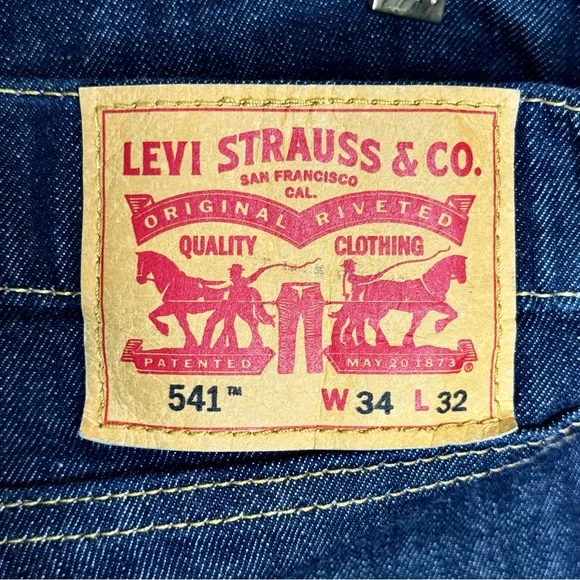 LEVI STRAUSS & CO.
SAN FRANCISCO
CAL.
ORIGINAL RIVETED
QUALITY CLOTHING
PATENTED MAY 20 1873 ®
541™ W 34 L 32